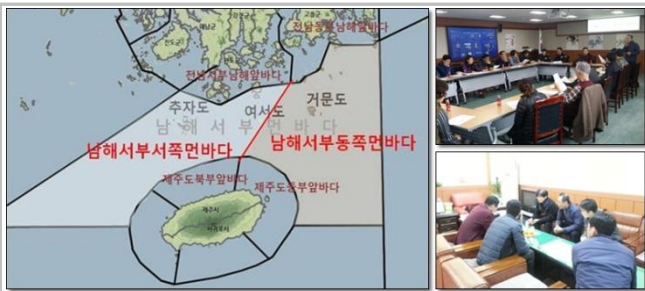 전남동부남해앞바다
전남서부남해앞바다
추자도
여서도
거문도
남해서부먼바다
남해서부서쪽먼바다
남해서부동쪽먼바다
제주도북부앞바다
제주도동부앞바다
제주시
서귀포시